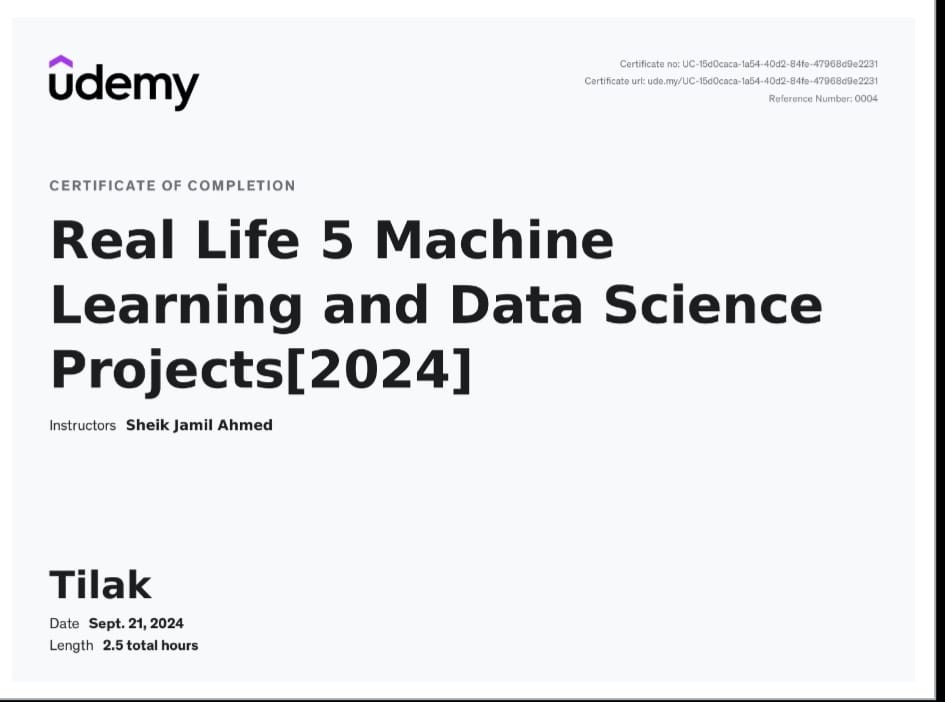 udemy
Certificate no: UC-15d0caca-1a54-40d2-84fe-47968d9e2231
Certificate url: ude.my/UC-15d0caca-1a54-40d2-84fe-47968d9e2231
Reference Number: 0004
CERTIFICATE OF COMPLETION
Real Life 5 Machine
Learning and Data Science
Projects[2024]
Instructors Sheik Jamil Ahmed
Tilak
Date Sept. 21, 2024
Length 2.5 total hours